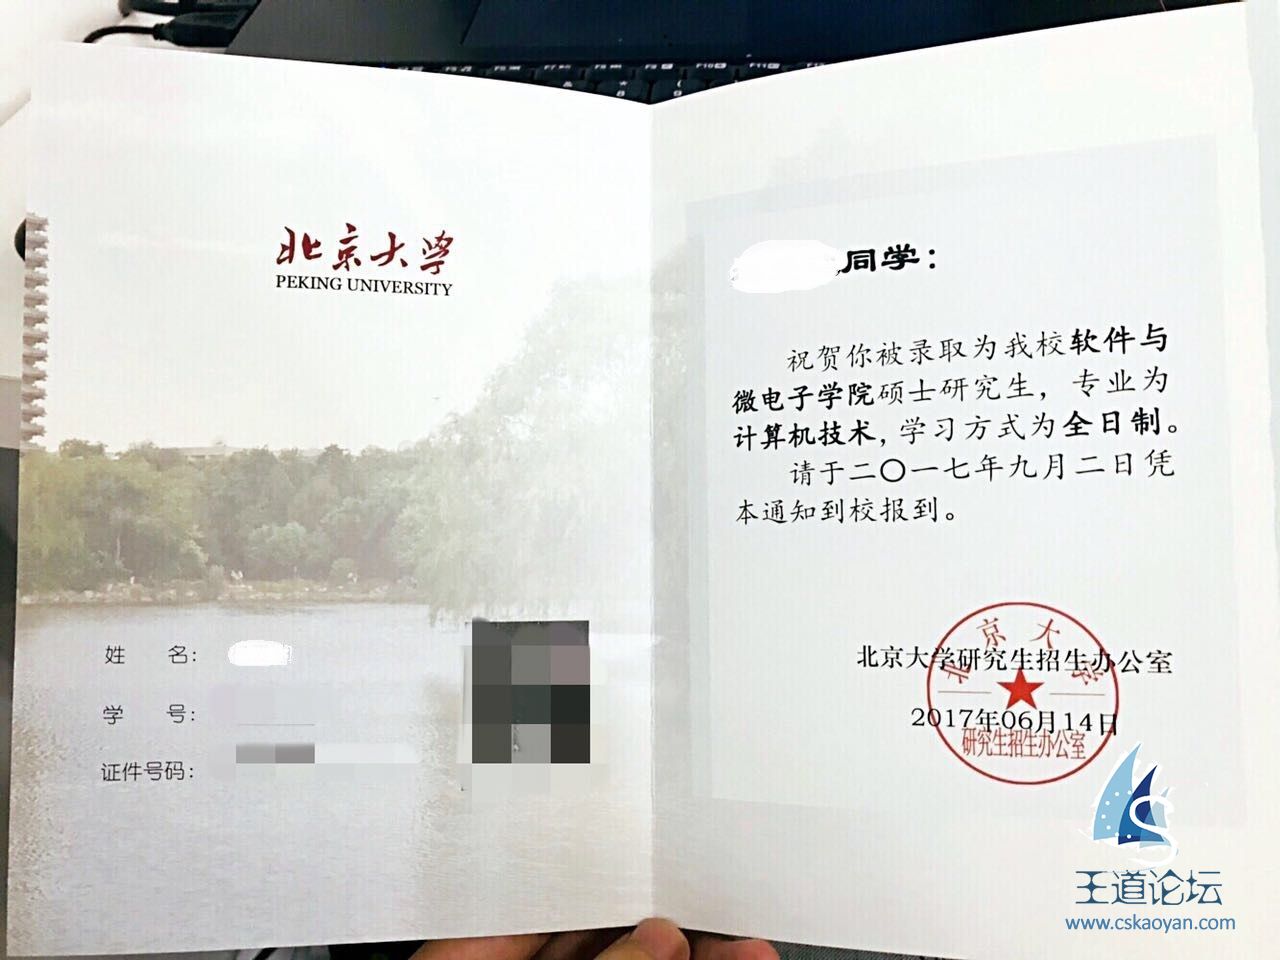 北京大学
PEKING UNIVERSITY
姓 名：
学 号：
证件号码：
同学：
祝贺你被录取为我校软件与
微电子学院硕士研究生，专业为
计算机技术，学习方式为全日制。
请于二〇一七年九月二日凭
本通知到校报到。
北京大学研究生招生办公室
2017年06月14日
北京大学
研究生招生办公室
王道论坛
www.cskaoyan.com